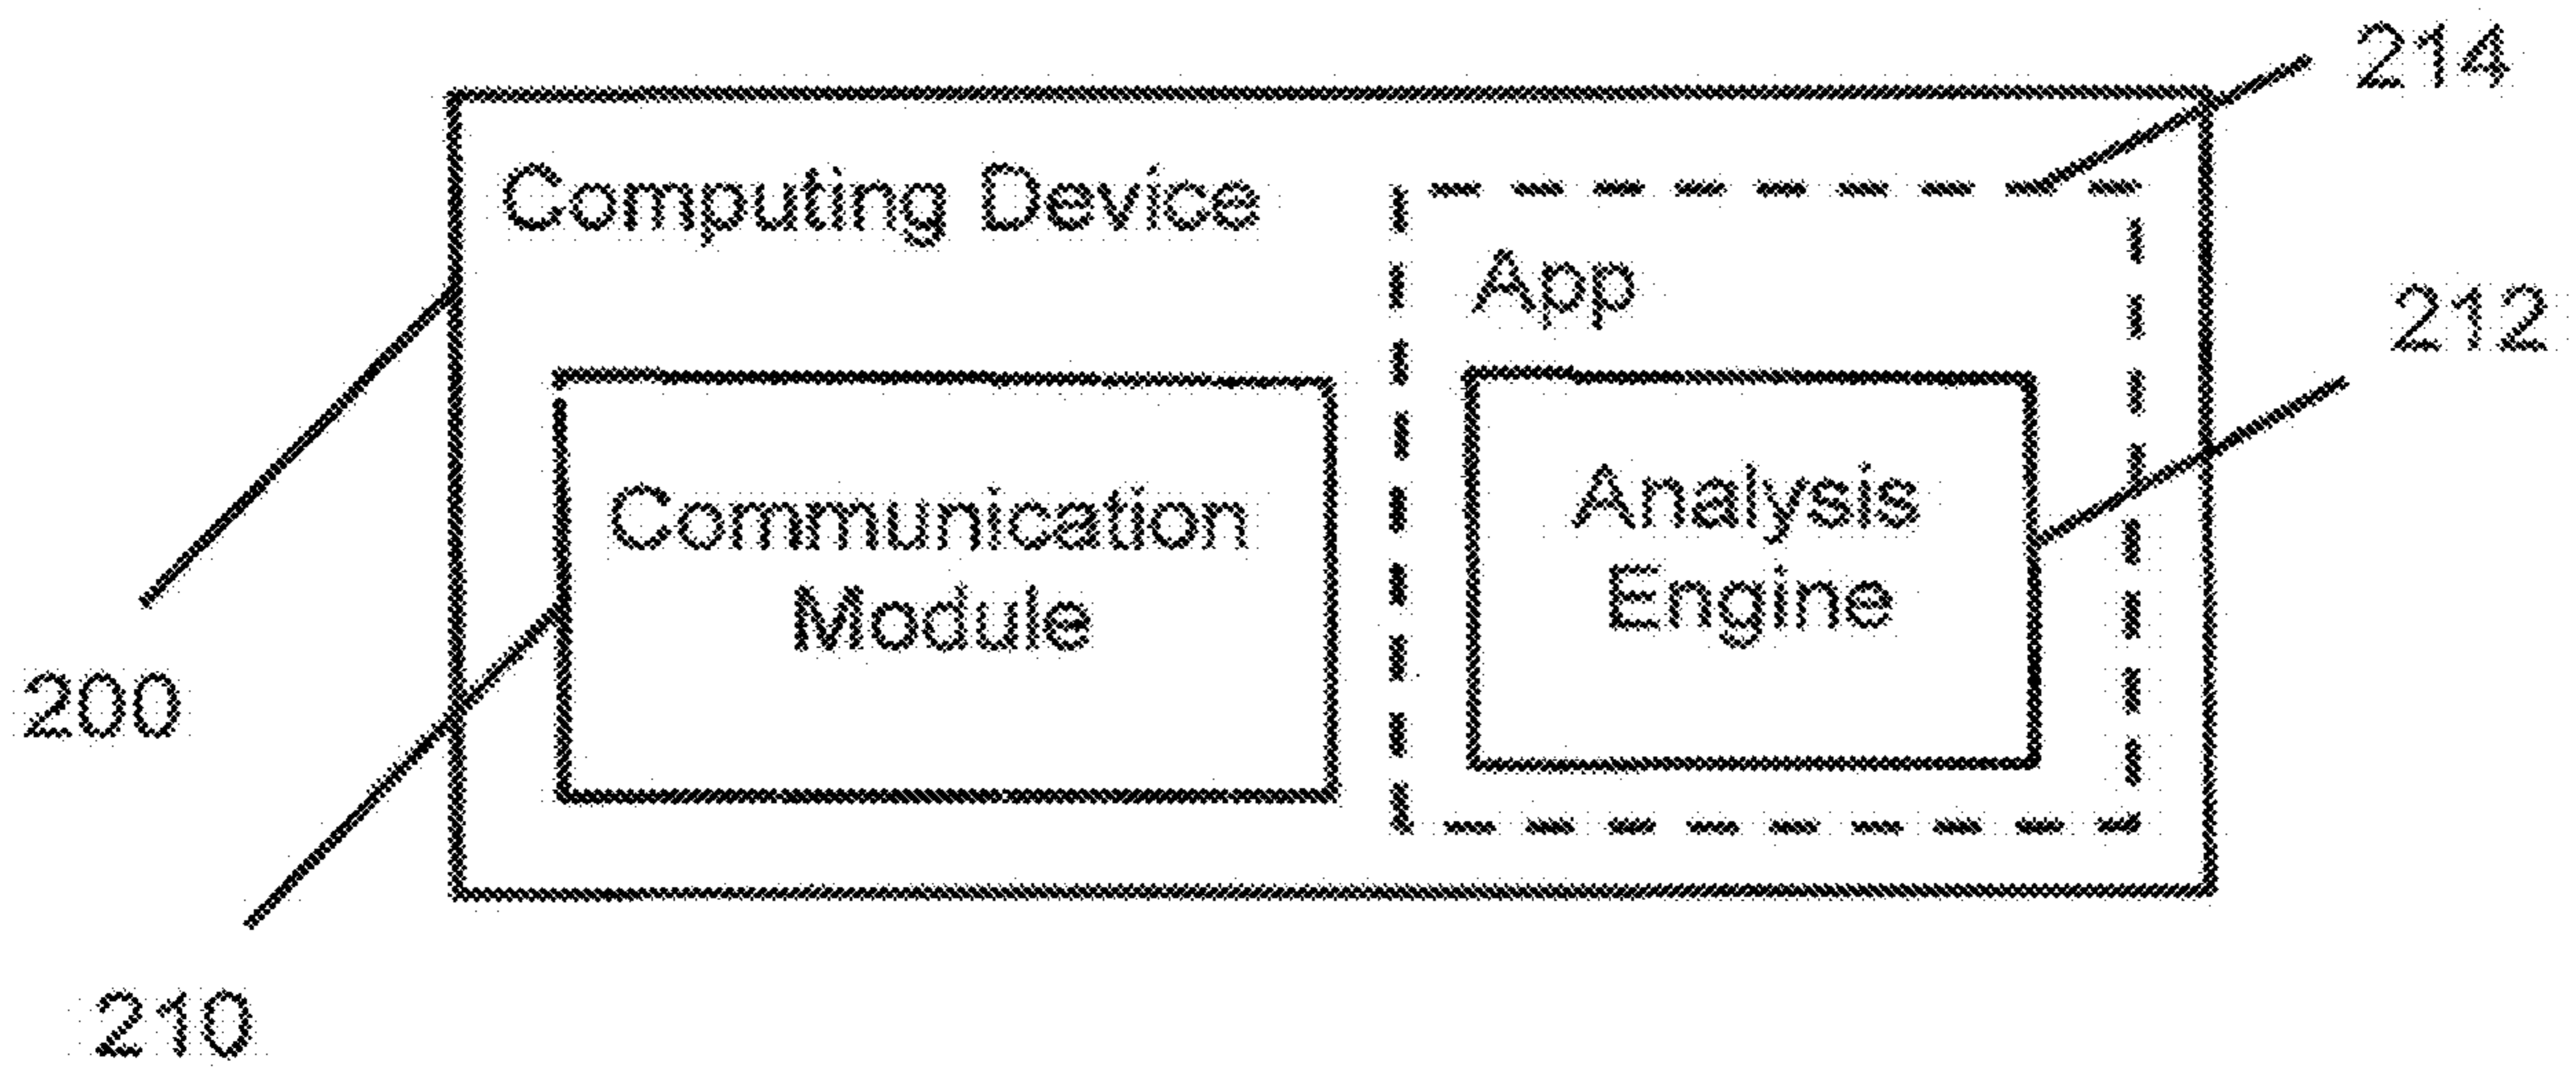 214
Computing Device
App
212
Communication
Module
Analysis
Engine
200
210